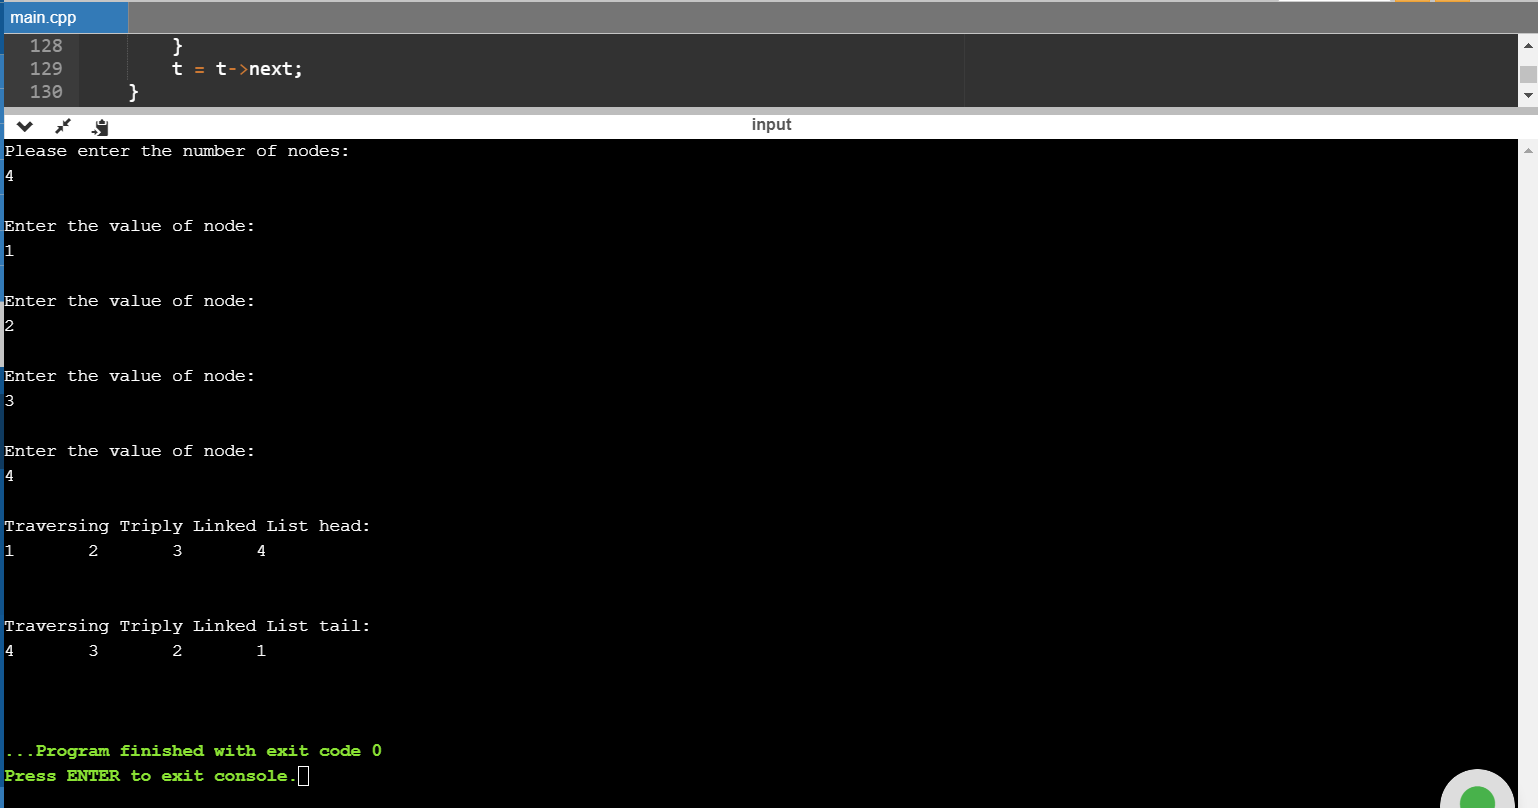 main.cpp
128 }
129 t = t->next;
130 }
input
Please enter the number of nodes:
4
Enter the value of node:
1
Enter the value of node:
2
Enter the value of node:
3
Enter the value of node:
4
Traversing Triply Linked List head:
1 2 3 4
Traversing Triply Linked List tail:
4 3 2 1
...Program finished with exit code 0
Press ENTER to exit console.